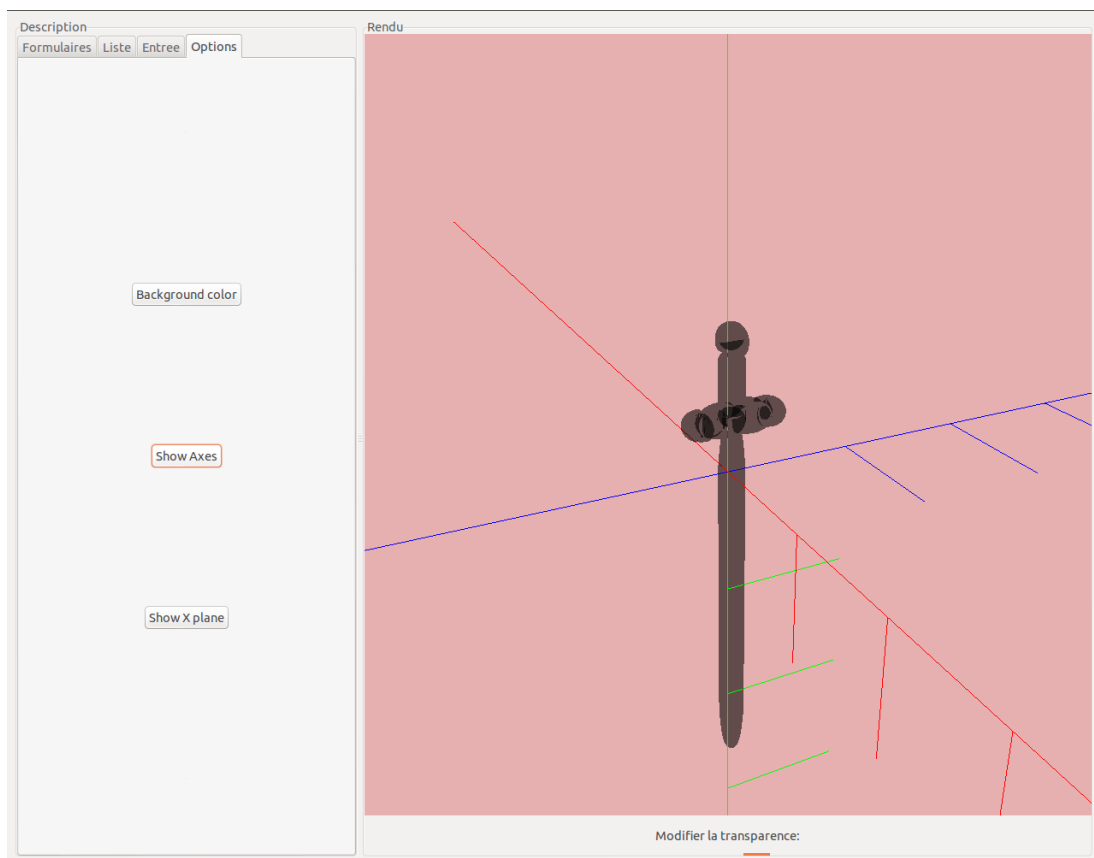 Description
Formulaires Liste Entree Options
Background color
Show Axes
Show X plane
Rendu
Modifier la transparence: